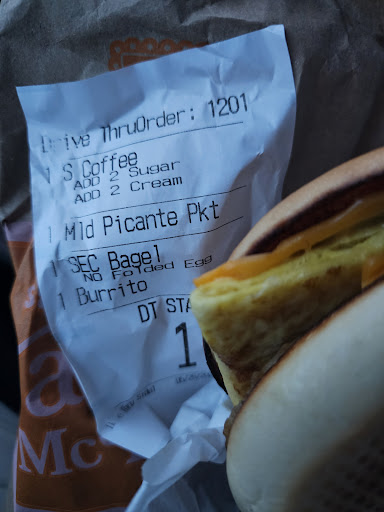 Drive ThruOrder: 1201
1 S Coffee
ADD 2 Sugar
ADD 2 Cream
1 Mld Picante Pkt
1 SEC Bagel
NO Folded Egg
1 Burrito
DT STA
1
Mc